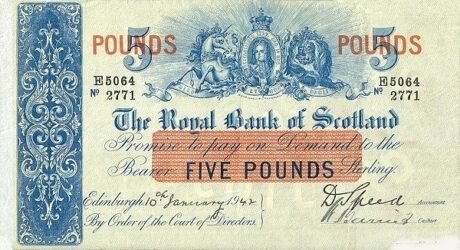 5 POUNDS POUNDS 5
E5064 E5064
No 2771 No 2771
The Royal Bank of Scotland
Promise to pay on Demand to the
Bearer FIVE POUNDS Sterling.
Edinburgh 10th January 1942 D Speed Accountant
By Order of the Court of Directors. Cashier